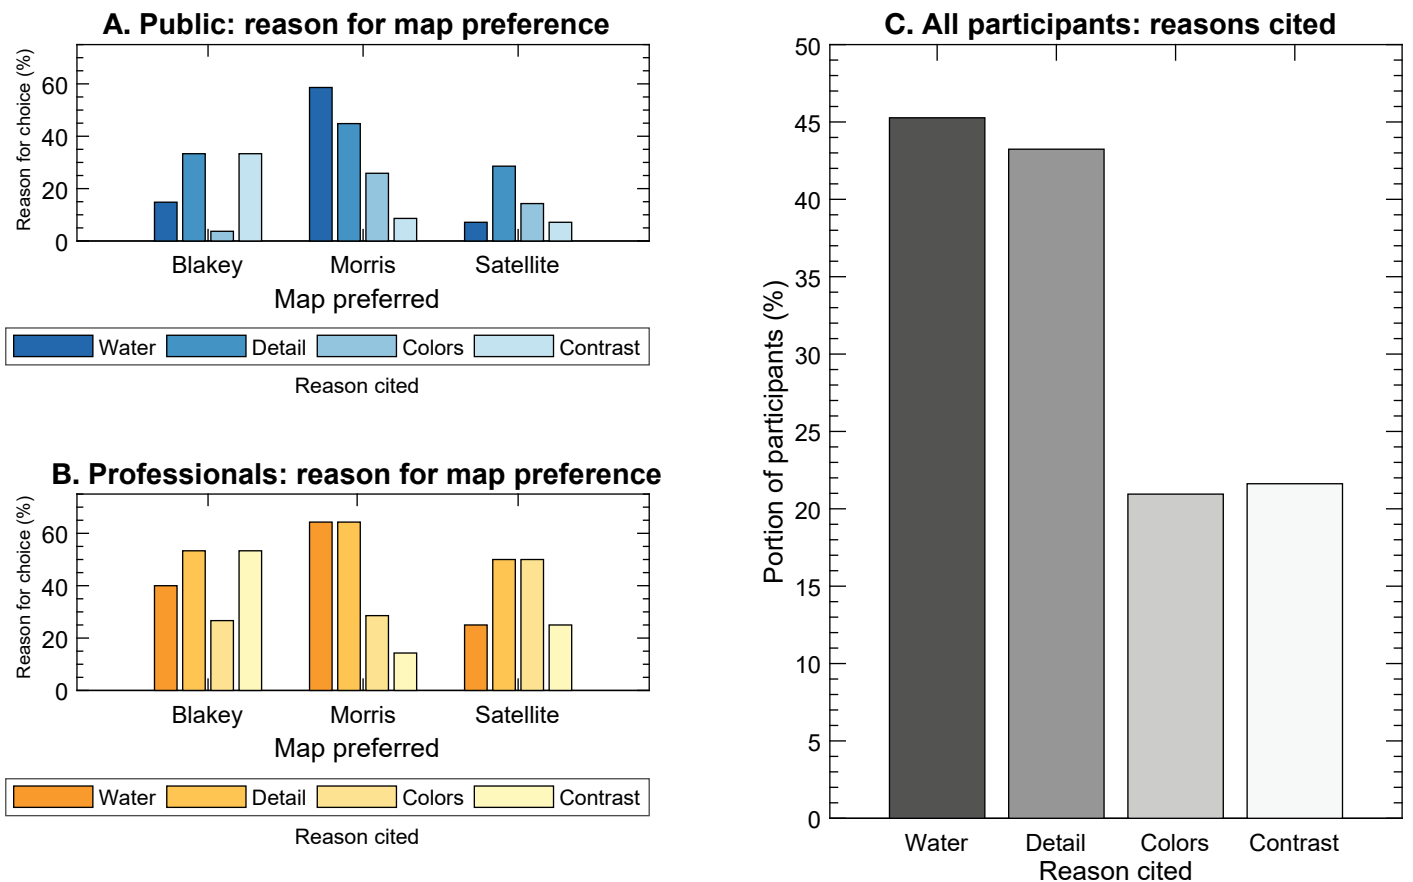 A. Public: reason for map preference
Reason for choice (%)
60
40
20
0
Blakey Morris Satellite
Map preferred
Water Detail Colors Contrast
Reason cited
B. Professionals: reason for map preference
Reason for choice (%)
60
40
20
0
Blakey Morris Satellite
Map preferred
Water Detail Colors Contrast
Reason cited
C. All participants: reasons cited
Portion of participants (%)
50
45
40
35
30
25
20
15
10
5
0
Water Detail Colors Contrast
Reason cited